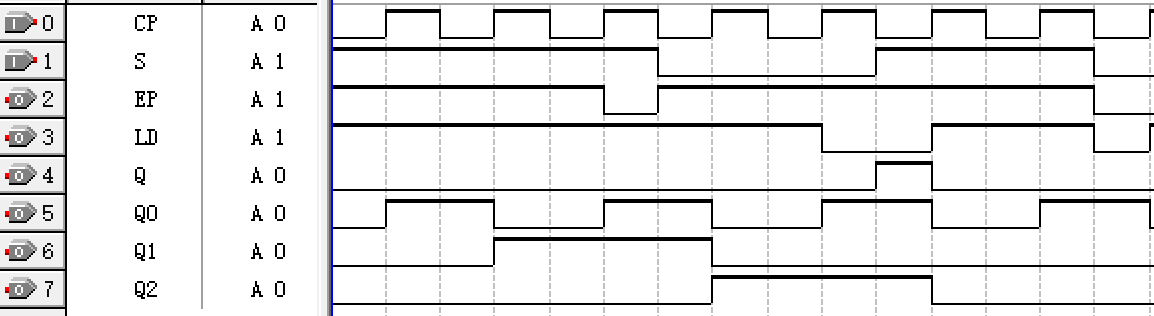 0 CP A 0
1 S A 1
2 EP A 1
3 LD A 1
4 Q A 0
5 Q0 A 0
6 Q1 A 0
7 Q2 A 0